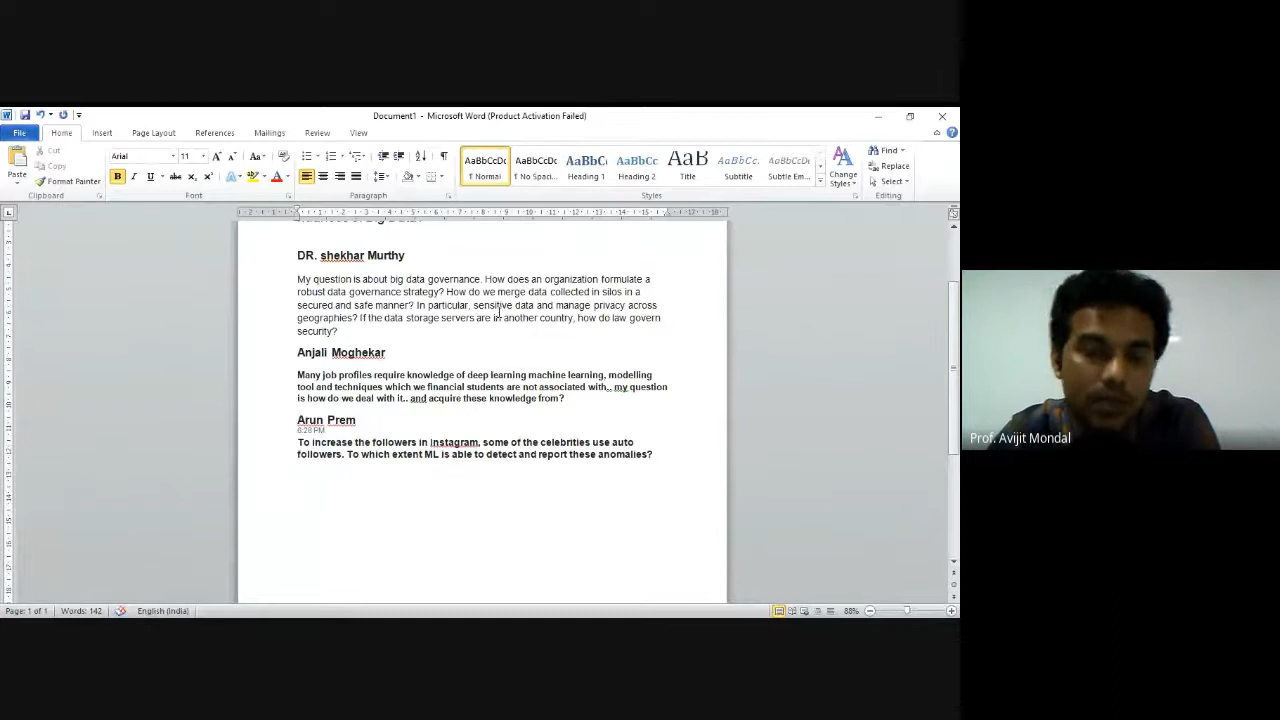 Document1 - Microsoft Word (Product Activation Failed)
File Home Insert Page Layout References Mailings Review View
Cut
Copy
Paste
Format Painter
Clipboard
Arial 11
Font
Paragraph
AaBbCcDc AaBbCcDc AaBbC AaBbCc AaB AaBbCc. AaBbCcDc
¶ Normal ¶ No Spaci... Heading 1 Heading 2 Title Subtitle Subtle Em...
Styles
Change
Styles
Find
Replace
Select
Editing
DR. shekhar Murthy
My question is about big data governance. How does an organization formulate a
robust data governance strategy? How do we merge data collected in silos in a
secured and safe manner? In particular, sensitive data and manage privacy across
geographies? If the data storage servers are in another country, how do law govern
security?
Anjali Moghekar
Many job profiles require knowledge of deep learning machine learning, modelling
tool and techniques which we financial students are not associated with.. my question
is how do we deal with it.. and acquire these knowledge from?
Arun Prem
6:28 PM
To increase the followers in Instagram, some of the celebrities use auto
followers. To which extent ML is able to detect and report these anomalies?
Page: 1 of 1 Words: 142 English (India) 88%
Prof. Avijit Mondal